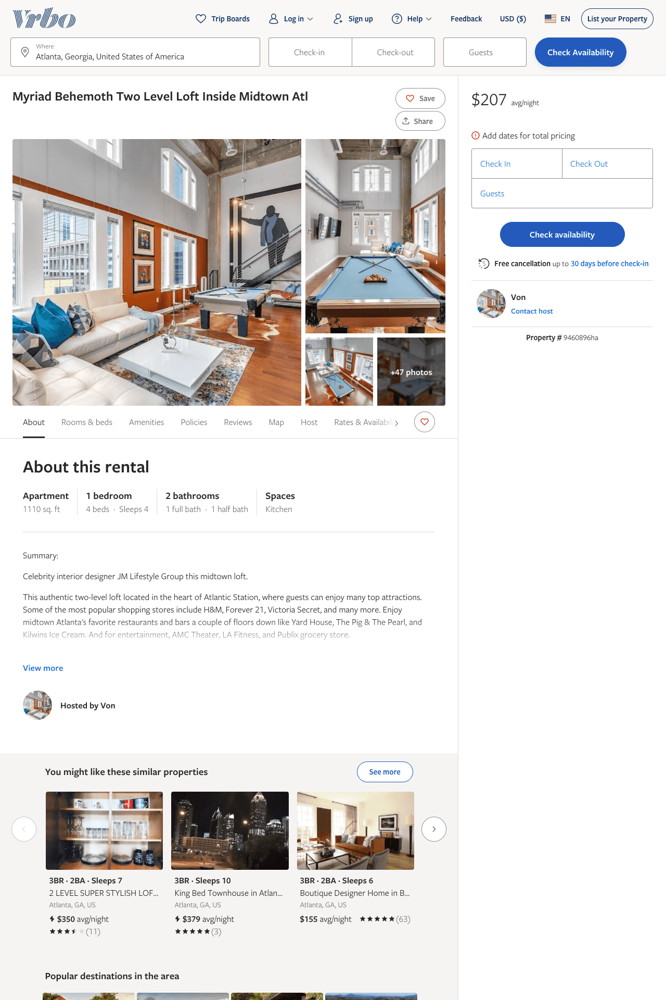 Vrbo
Trip Boards
Log in
Sign up
Help
Feedback
USD ($)
EN
List your Property
Where
Atlanta, Georgia, United States of America
Check-in
Check-out
Guests
Check Availability
Myriad Behemoth Two Level Loft Inside Midtown Atl
Save
Share
+47 photos
$207 avg/night
Add dates for total pricing
Check In
Check Out
Guests
Check availability
Free cancellation up to 30 days before check-in
Von
Contact host
Property # 9460896ha
About
Rooms & beds
Amenities
Policies
Reviews
Map
Host
Rates & Availabili
About this rental
Apartment
1110 sq. ft
1 bedroom
4 beds · Sleeps 4
2 bathrooms
1 full bath · 1 half bath
Spaces
Kitchen
Summary:
Celebrity interior designer JM Lifestyle Group this midtown loft.
This authentic two-level loft located in the heart of Atlantic Station, where guests can enjoy many top attractions.
Some of the most popular shopping stores include H&M, Forever 21, Victoria Secret, and many more. Enjoy
midtown Atlanta's favorite restaurants and bars a couple of floors down like Yard House, The Pig & The Pearl, and
Kilwins Ice Cream. And for entertainment, AMC Theater, LA Fitness, and Publix grocery store.
View more
Hosted by Von
You might like these similar properties
See more
3BR · 2BA · Sleeps 7
2 LEVEL SUPER STYLISH LOF...
Atlanta, GA, US
$350 avg/night
(11)
3BR · Sleeps 10
King Bed Townhouse in Atlan...
Atlanta, GA, US
$379 avg/night
(3)
3BR · 2BA · Sleeps 6
Boutique Designer Home in B...
Atlanta, GA, US
$155 avg/night
(63)
Popular destinations in the area